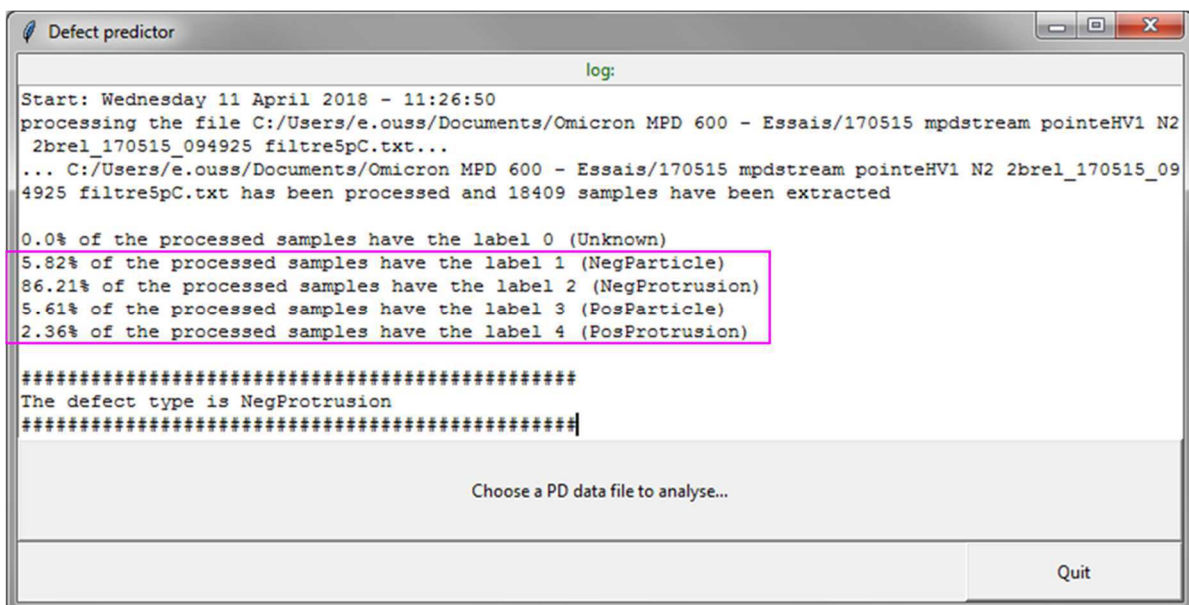 Defect predictor
log:
Start: Wednesday 11 April 2018 - 11:26:50
processing the file C:/Users/e.ouss/Documents/Omicron MPD 600 - Essais/170515 mpdstream pointeHV1 N2
2brel_170515_094925 filtre5pC.txt...
... C:/Users/e.ouss/Documents/Omicron MPD 600 - Essais/170515 mpdstream pointeHV1 N2 2brel_170515_09
4925 filtre5pC.txt has been processed and 18409 samples have been extracted
0.0% of the processed samples have the label 0 (Unknown)
5.82% of the processed samples have the label 1 (NegParticle)
86.21% of the processed samples have the label 2 (NegProtrusion)
5.61% of the processed samples have the label 3 (PosParticle)
2.36% of the processed samples have the label 4 (PosProtrusion)
################################################
The defect type is NegProtrusion
################################################
Choose a PD data file to analyse...
Quit